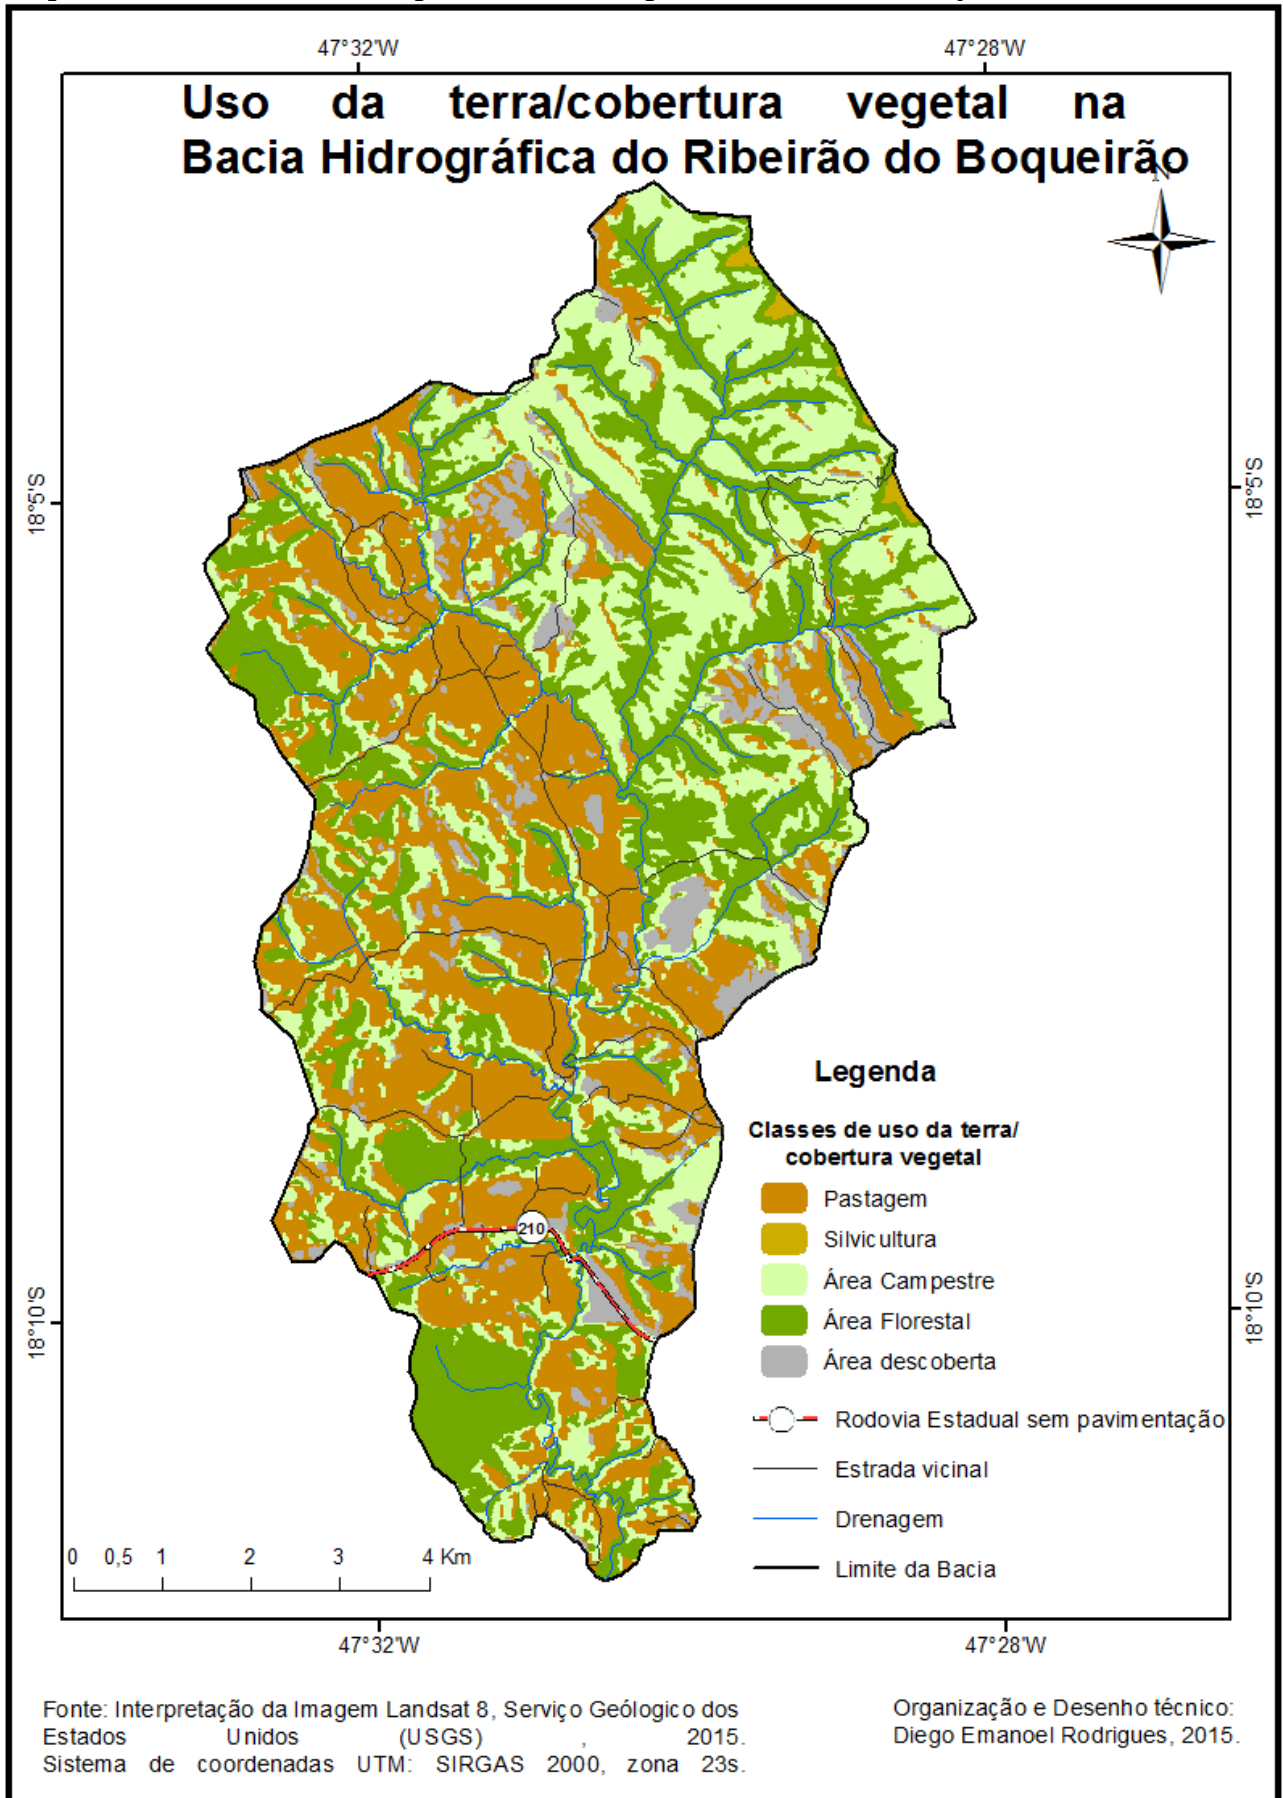 47°32'W 47°28'W
Uso da terra/cobertura vegetal na
Bacia Hidrográfica do Ribeirão do Boqueirão
N
18°5'S 18°5'S
210
18°10'S 18°10'S
Legenda
Classes de uso da terra/
cobertura vegetal
Pastagem
Silvicultura
Área Campestre
Área Florestal
Área descoberta
Rodovia Estadual sem pavimentação
Estrada vicinal
Drenagem
Limite da Bacia
0 0,5 1 2 3 4 Km
47°32'W 47°28'W
Fonte: Interpretação da Imagem Landsat 8, Serviço Geólogico dos
Estados Unidos (USGS) , 2015.
Sistema de coordenadas UTM: SIRGAS 2000, zona 23s.
Organização e Desenho técnico:
Diego Emanoel Rodrigues, 2015.